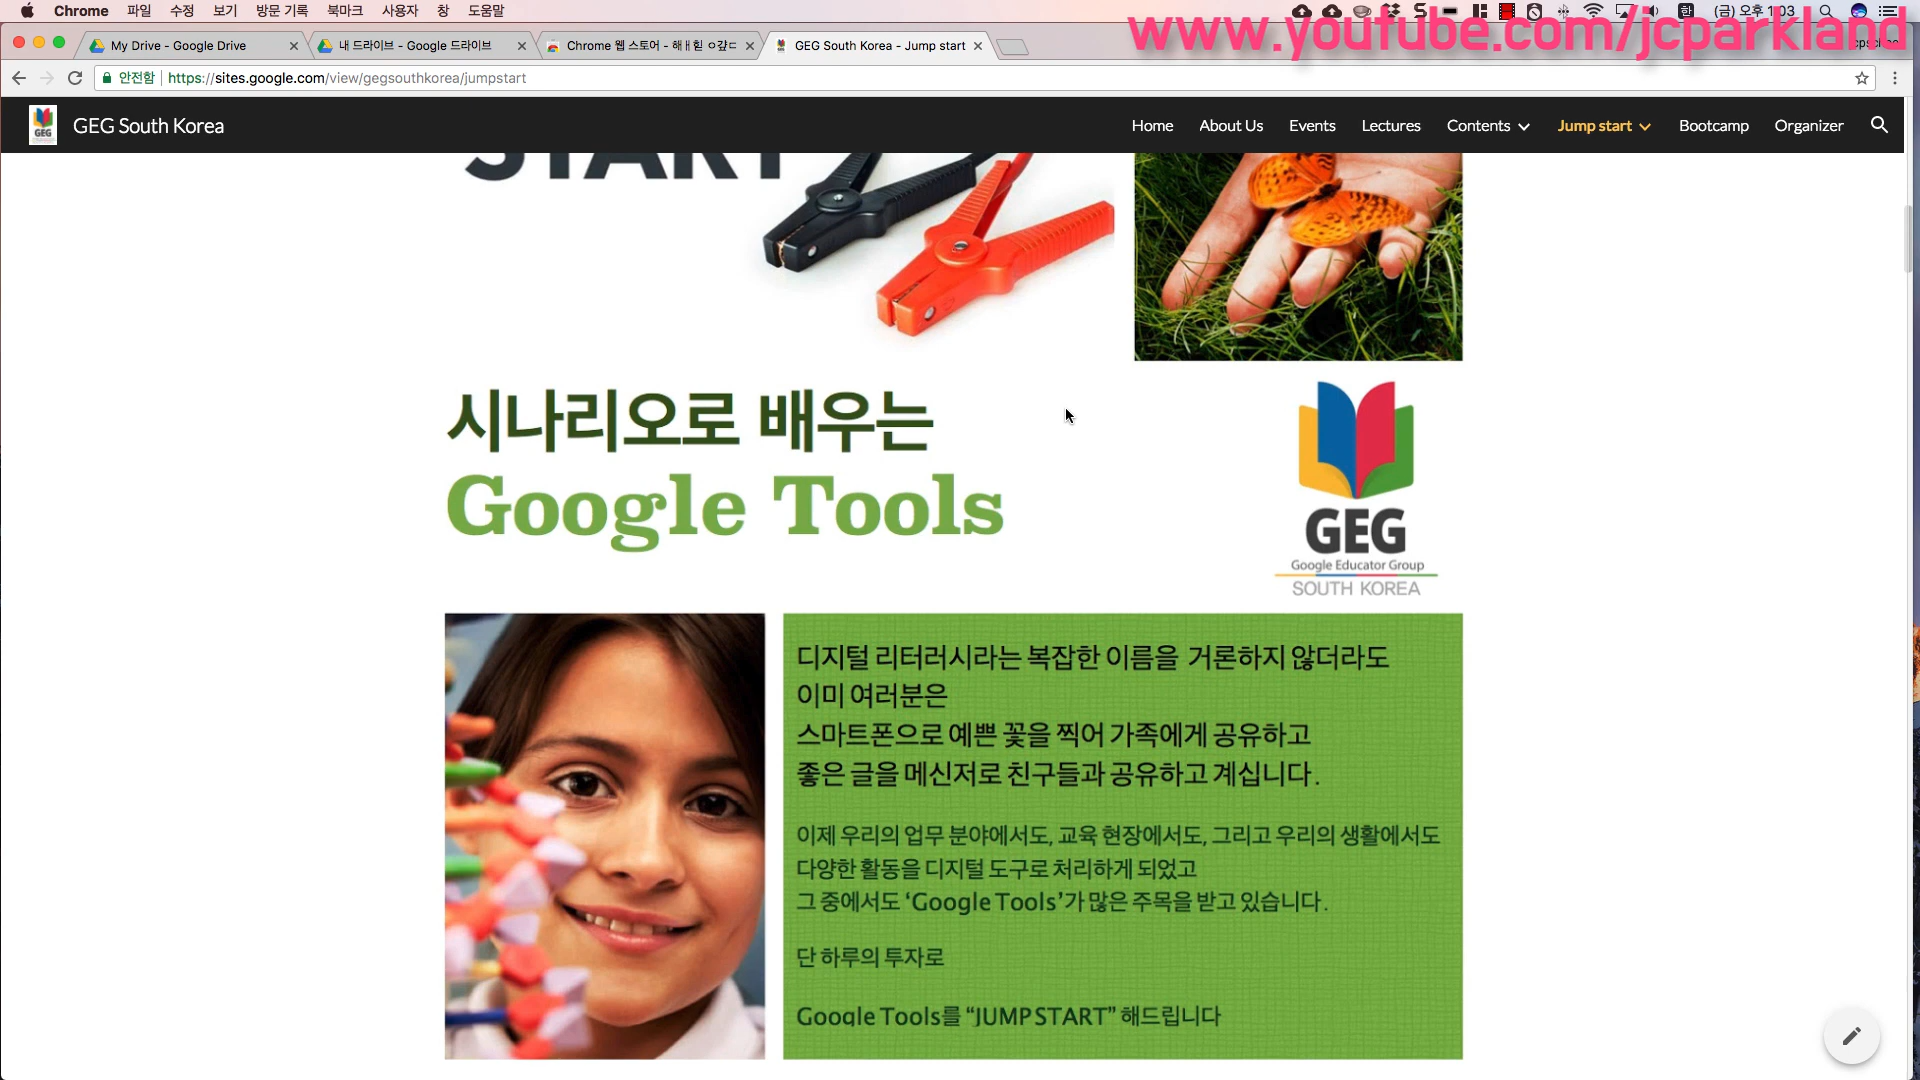 Chrome 파일 수정 보기 방문 기록 북마크 사용자 창 도움말
(금) 오후 1:03
www.youtube.com/jcparkland
My Drive - Google Drive
내 드라이브 - Google 드라이브
Chrome 웹 스토어 -
GEG South Korea - Jump start
안전함 https://sites.google.com/view/gegsouthkorea/jumpstart
GEG
GEG South Korea
Home About Us Events Lectures Contents Jump start Bootcamp Organizer
START
시나리오로 배우는
Google Tools
GEG
Google Educator Group
SOUTH KOREA
디지털 리터러시라는 복잡한 이름을 거론하지 않더라도
이미 여러분은
스마트폰으로 예쁜 꽃을 찍어 가족에게 공유하고
좋은 글을 메신저로 친구들과 공유하고 계십니다.
이제 우리의 업무 분야에서도, 교육 현장에서도, 그리고 우리의 생활에서도
다양한 활동을 디지털 도구로 처리하게 되었고
그 중에서도 ‘Google Tools’가 많은 주목을 받고 있습니다.
단 하루의 투자로
Google Tools를 “JUMP START” 해드립니다